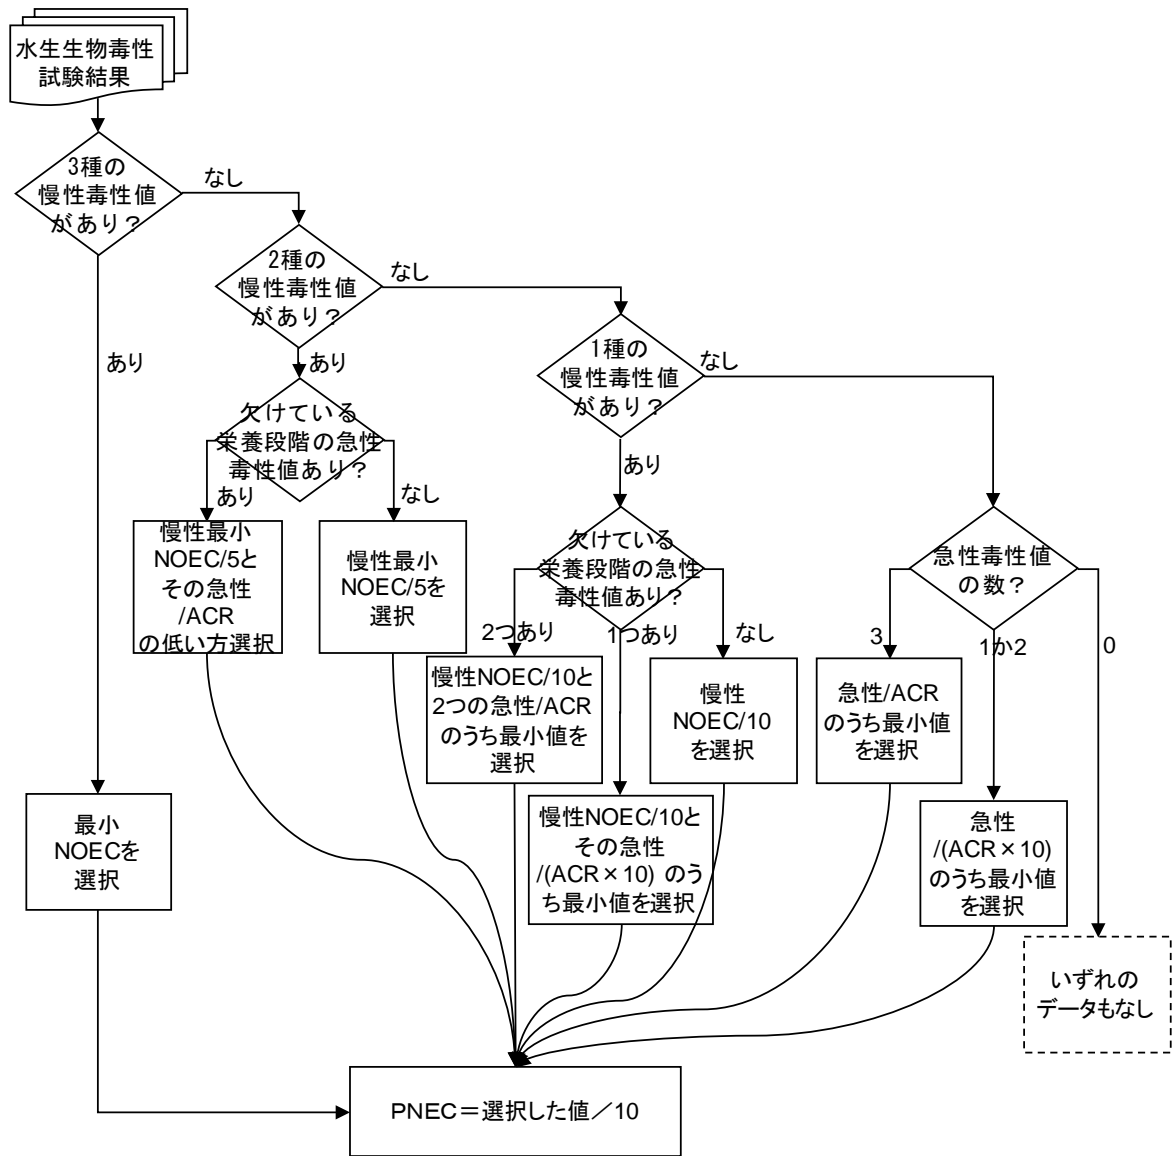 水生生物毒性
試験結果
3種の
慢性毒性値
があり？
なし
あり
2種の
慢性毒性値
があり？
なし
あり
1種の
慢性毒性値
があり？
なし
あり
欠けている
栄養段階の急性
毒性値あり？
あり
なし
慢性最小
NOEC/5と
その急性
/ACR
の低い方選択
慢性最小
NOEC/5を
選択
欠けている
栄養段階の急性
毒性値あり？
2つあり
1つあり
なし
急性毒性値
の数？
3
1か2
0
慢性NOEC/10と
2つの急性/ACR
のうち最小値を
選択
慢性
NOEC/10
を選択
急性/ACR
のうち最小値
を選択
最小
NOECを
選択
慢性NOEC/10と
その急性
/(ACR×10) のう
ち最小値を選択
急性
/(ACR×10)
のうち最小値
を選択
いずれの
データもなし
PNEC＝選択した値／10